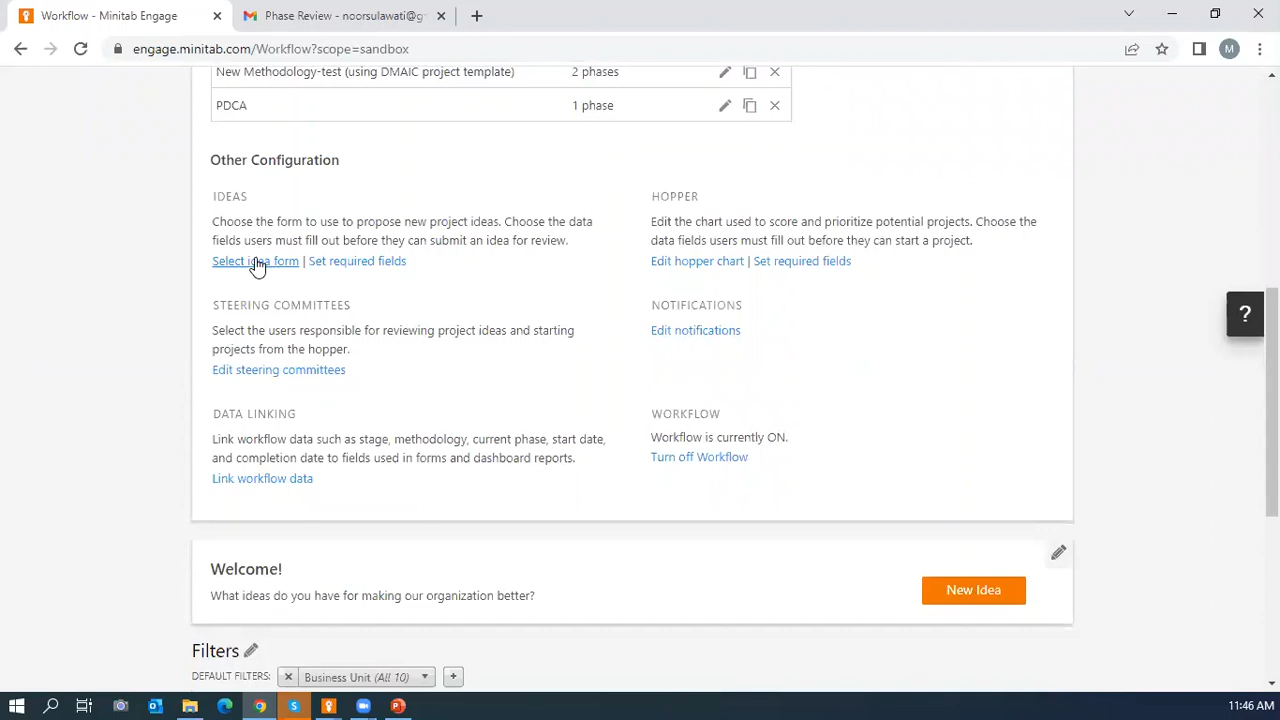 Workflow - Minitab Engage
Phase Review - noorsulawati@g
engage.minitab.com/Workflow?scope=sandbox
M
New Methodology-test (using DMAIC project template) 2 phases
PDCA 1 phase
Other Configuration
IDEAS
Choose the form to use to propose new project ideas. Choose the data
fields users must fill out before they can submit an idea for review.
Select idea form | Set required fields
HOPPER
Edit the chart used to score and prioritize potential projects. Choose the
data fields users must fill out before they can start a project.
Edit hopper chart | Set required fields
STEERING COMMITTEES
Select the users responsible for reviewing project ideas and starting
projects from the hopper.
Edit steering committees
NOTIFICATIONS
Edit notifications
?
DATA LINKING
Link workflow data such as stage, methodology, current phase, start date,
and completion date to fields used in forms and dashboard reports.
Link workflow data
WORKFLOW
Workflow is currently ON.
Turn off Workflow
Welcome!
What ideas do you have for making our organization better?
New Idea
Filters
DEFAULT FILTERS: Business Unit (All 10)
11:46 AM